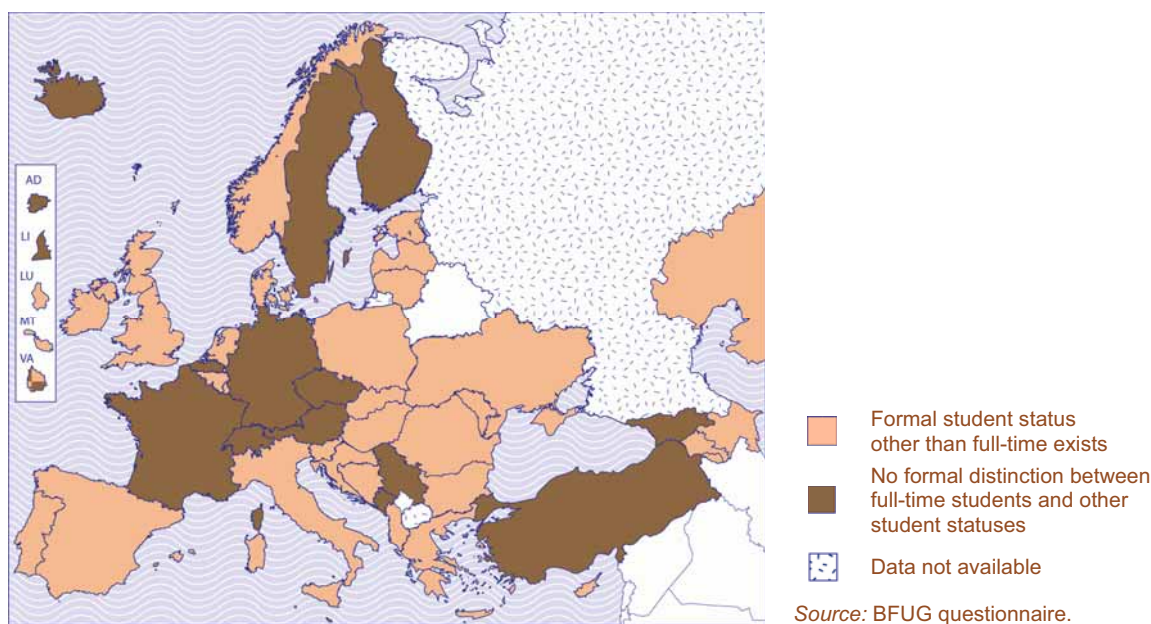 AD
LI
LU
MT
VA
Formal student status
other than full-time exists
No formal distinction between
full-time students and other
student statuses
Data not available
Source: BFUG questionnaire.